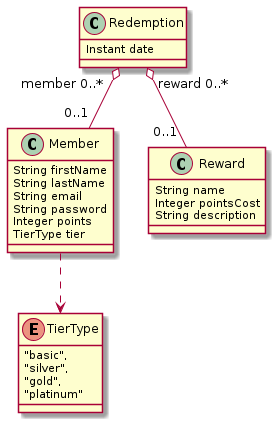 C Redemption
Instant date
member 0..*
reward 0..*
0..1
0..1
C Member
String firstName
String lastName
String email
String password
Integer points
TierType tier
C Reward
String name
Integer pointsCost
String description
E TierType
"basic",
"silver",
"gold",
"platinum"